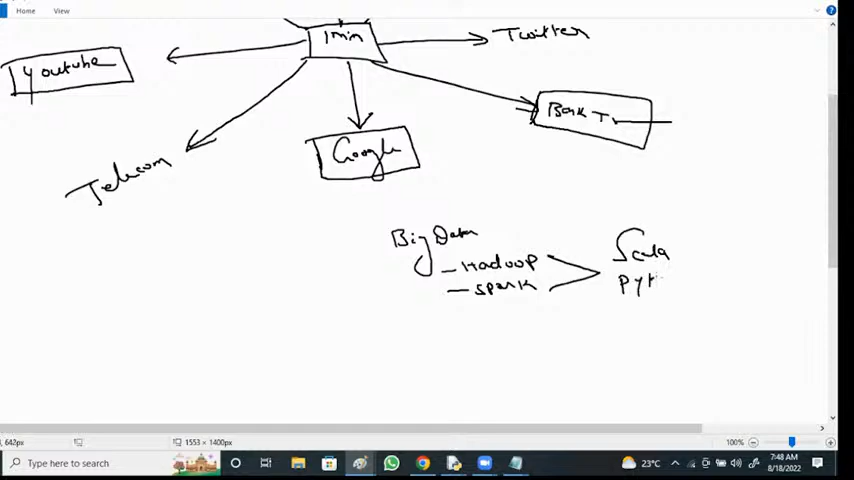 Home View
1min
Twitter
Youtube
Bank Tr
Google
Telecom
Big Data
- Hadoop
- Spark
Scala
pyt
, 642px
1553 × 1400px
100%
Type here to search
23°C
7:48 AM
8/18/2022